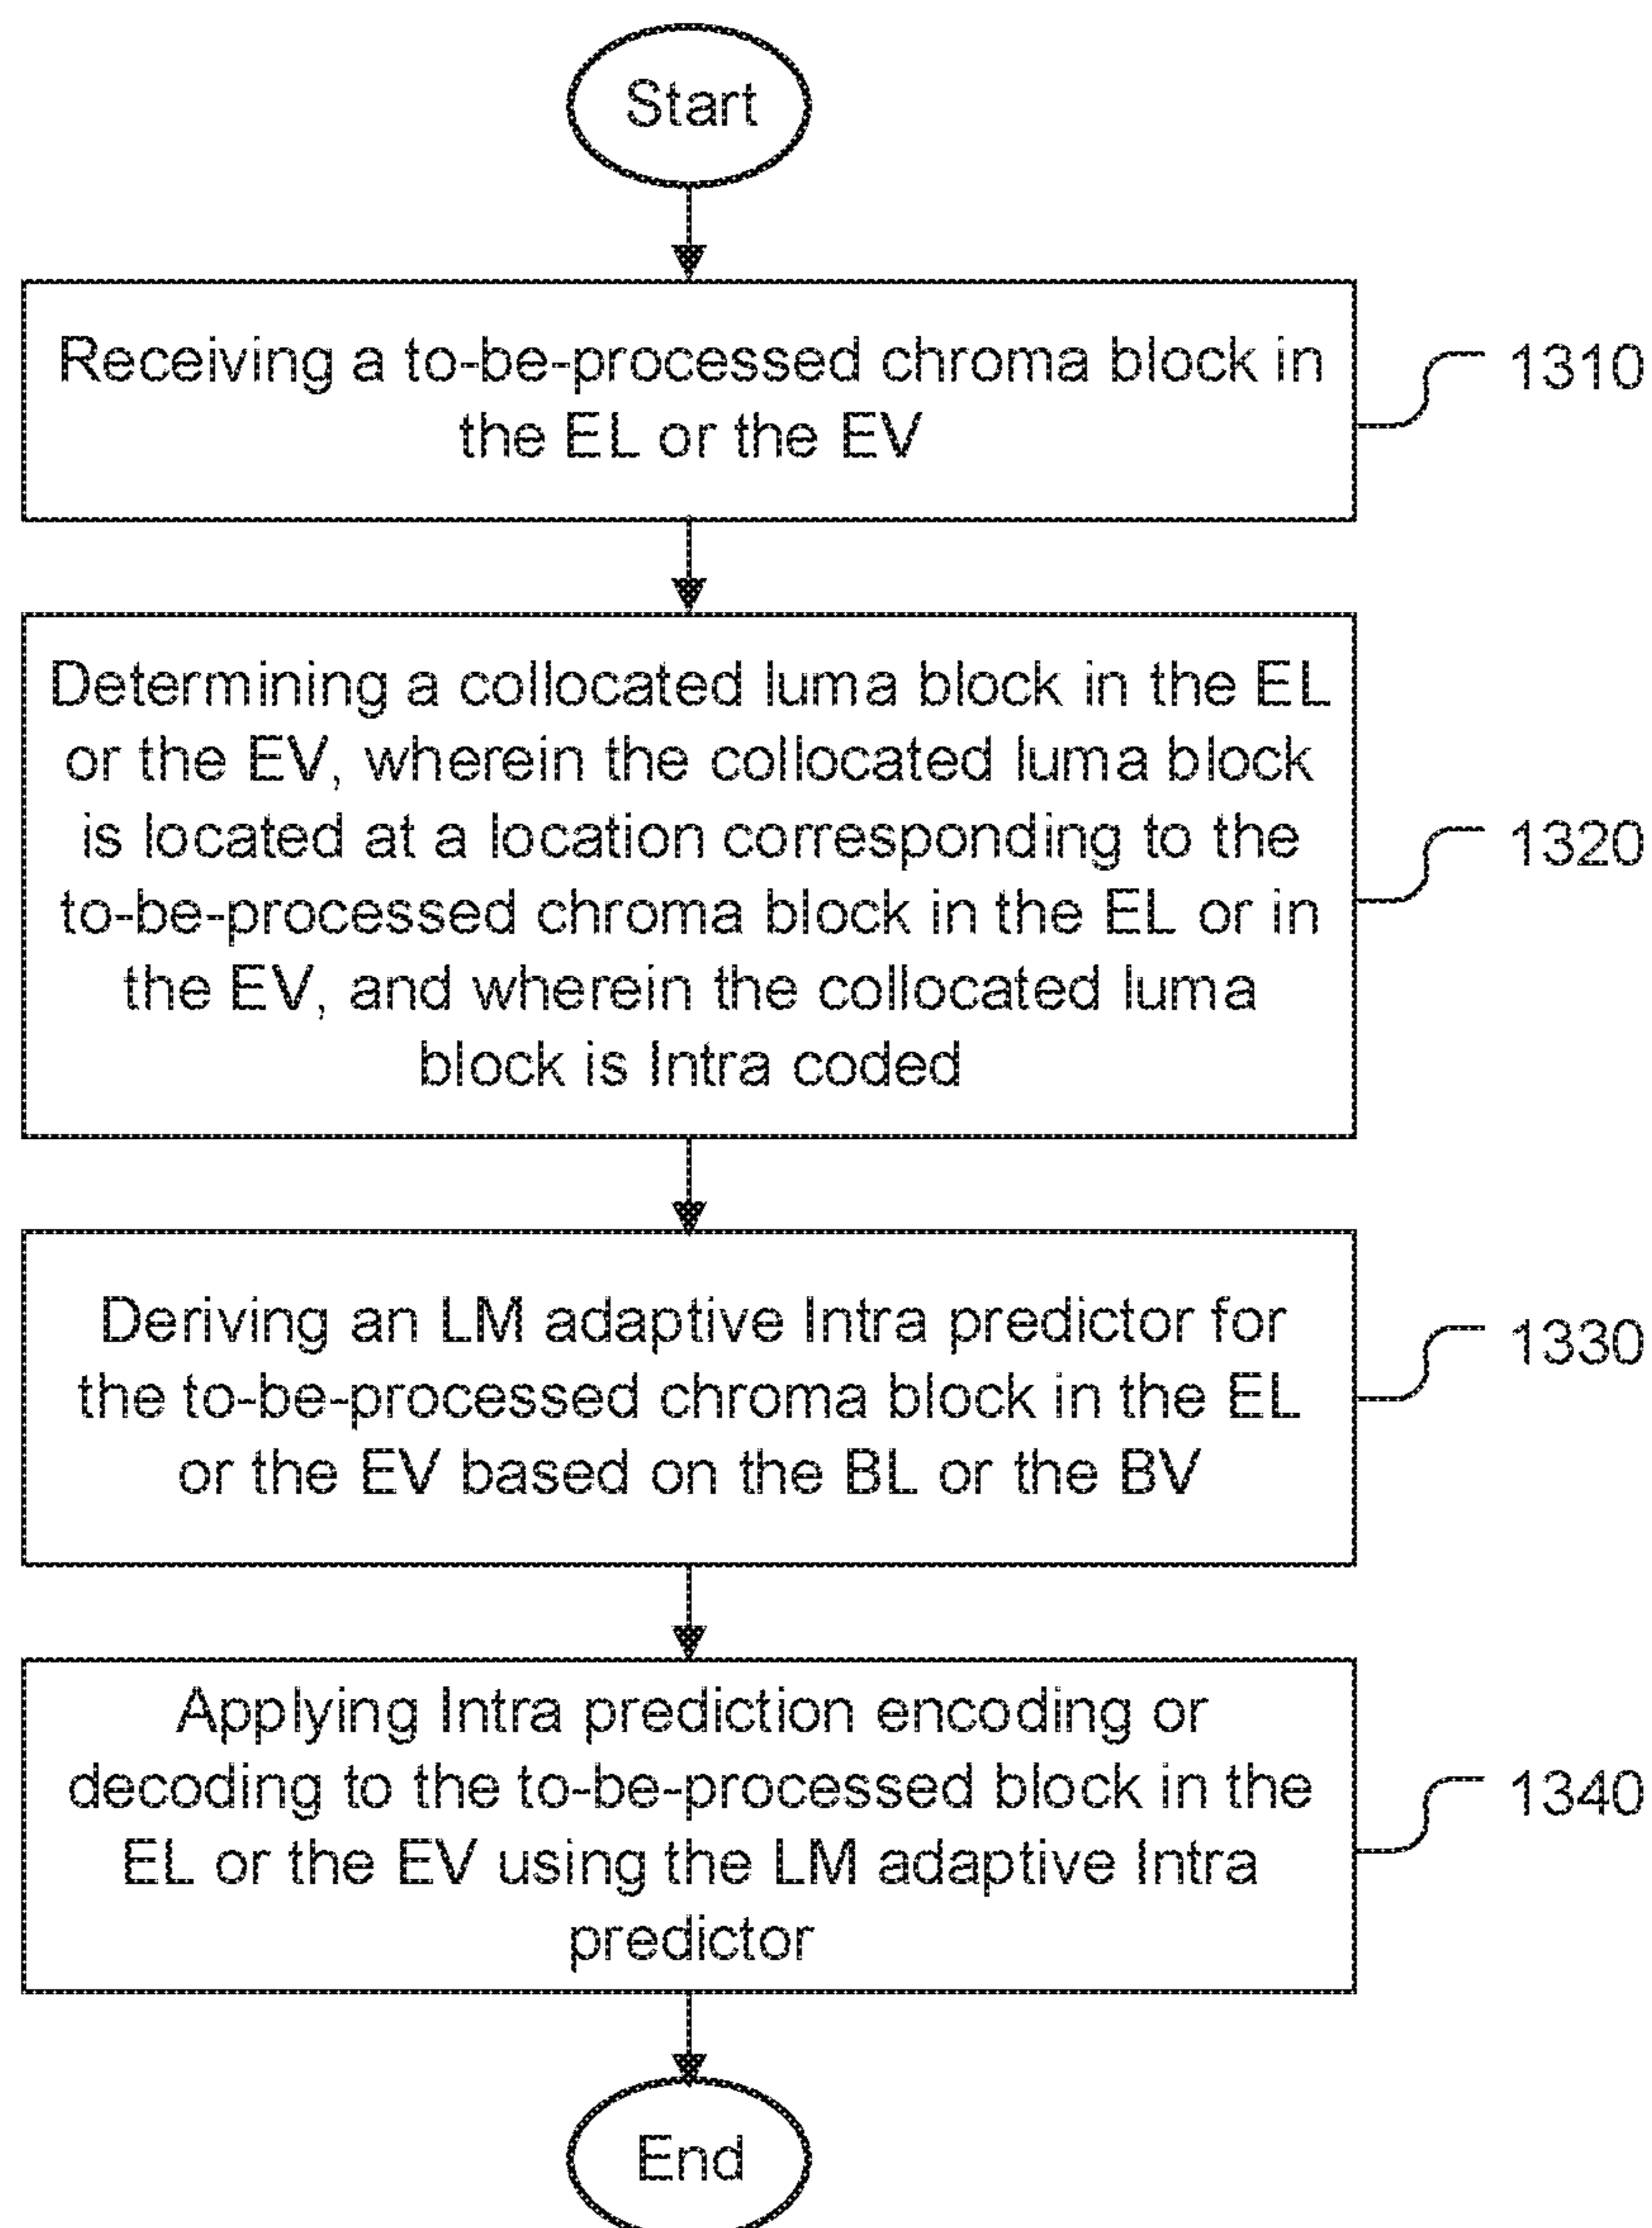 Start
Receiving a to-be-processed chroma block in
the EL or the EV
1310
Determining a collocated luma block in the EL
or the EV, wherein the collocated luma block
is located at a location corresponding to the
to-be-processed chroma block in the EL or in
the EV, and wherein the collocated luma
block is Intra coded
1320
Deriving an LM adaptive Intra predictor for
the to-be-processed chroma block in the EL
or the EV based on the BL or the BV
1330
Applying Intra prediction encoding or
decoding to the to-be-processed block in the
EL or the EV using the LM adaptive Intra
predictor
1340
End